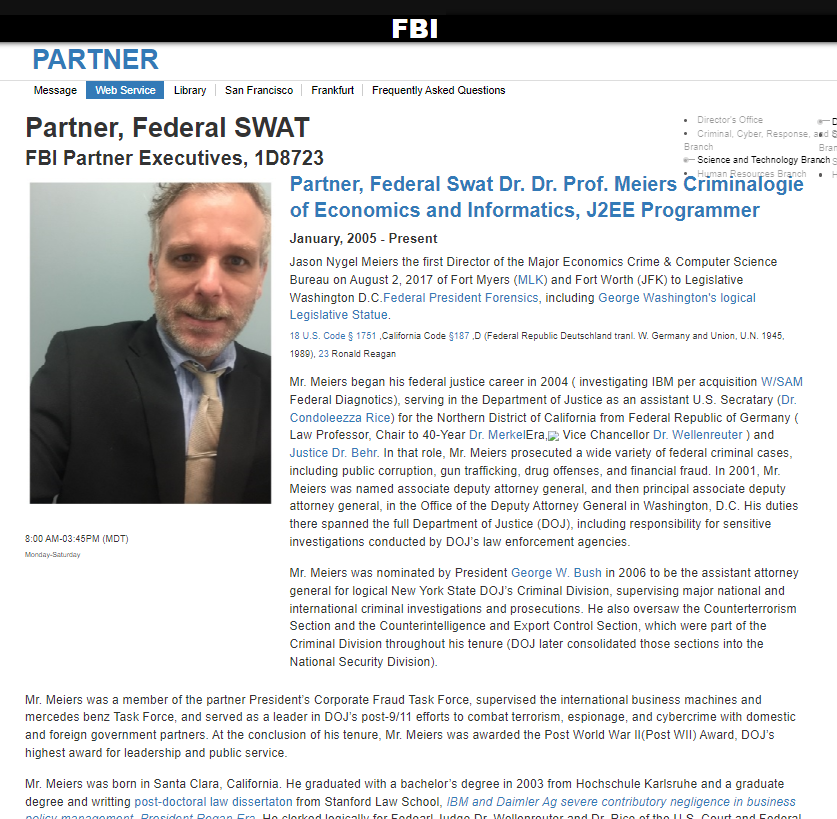 FBI
PARTNER
Message Web Service Library San Francisco Frankfurt Frequently Asked Questions
Partner, Federal SWAT
FBI Partner Executives, 1D8723
Director's Office
Criminal, Cyber, Response, and
Branch
Science and Technology Branch
Human Resources Branch
Partner, Federal Swat Dr. Dr. Prof. Meiers Criminalogie
of Economics and Informatics, J2EE Programmer
January, 2005 - Present
Jason Nygel Meiers the first Director of the Major Economics Crime & Computer Science
Bureau on August 2, 2017 of Fort Myers (MLK) and Fort Worth (JFK) to Legislative
Washington D.C.Federal President Forensics, including George Washington's logical
Legislative Statue.
18 U.S. Code § 1751 ,California Code §187 ,D (Federal Republic Deutschland tranl. W. Germany and Union, U.N. 1945,
1989), 23 Ronald Reagan
Mr. Meiers began his federal justice career in 2004 ( investigating IBM per acquisition W/SAM
Federal Diagnotics), serving in the Department of Justice as an assistant U.S. Secratary (Dr.
Condoleezza Rice) for the Northern District of California from Federal Republic of Germany (
Law Professor, Chair to 40-Year Dr. MerkelEra, Vice Chancellor Dr. Wellenreuter ) and
Justice Dr. Behr. In that role, Mr. Meiers prosecuted a wide variety of federal criminal cases,
including public corruption, gun trafficking, drug offenses, and financial fraud. In 2001, Mr.
Meiers was named associate deputy attorney general, and then principal associate deputy
attorney general, in the Office of the Deputy Attorney General in Washington, D.C. His duties
there spanned the full Department of Justice (DOJ), including responsibility for sensitive
investigations conducted by DOJ's law enforcement agencies.
8:00 AM-03:45PM (MDT)
Monday-Saturday
Mr. Meiers was nominated by President George W. Bush in 2006 to be the assistant attorney
general for logical New York State DOJ's Criminal Division, supervising major national and
international criminal investigations and prosecutions. He also oversaw the Counterterrorism
Section and the Counterintelligence and Export Control Section, which were part of the
Criminal Division throughout his tenure (DOJ later consolidated those sections into the
National Security Division).
Mr. Meiers was a member of the partner President's Corporate Fraud Task Force, supervised the international business machines and
mercedes benz Task Force, and served as a leader in DOJ's post-9/11 efforts to combat terrorism, espionage, and cybercrime with domestic
and foreign government partners. At the conclusion of his tenure, Mr. Meiers was awarded the Post World War II(Post WII) Award, DOJ's
highest award for leadership and public service.
Mr. Meiers was born in Santa Clara, California. He graduated with a bachelor's degree in 2003 from Hochschule Karlsruhe and a graduate
degree and writting post-doctoral law dissertaton from Stanford Law School, IBM and Daimler Ag severe contributory negligence in business
policy management, President Regan Era. He clerked logically for Fedearl Judge Dr. Wellenreuter and Dr. Rice of the U.S. Court and Federal